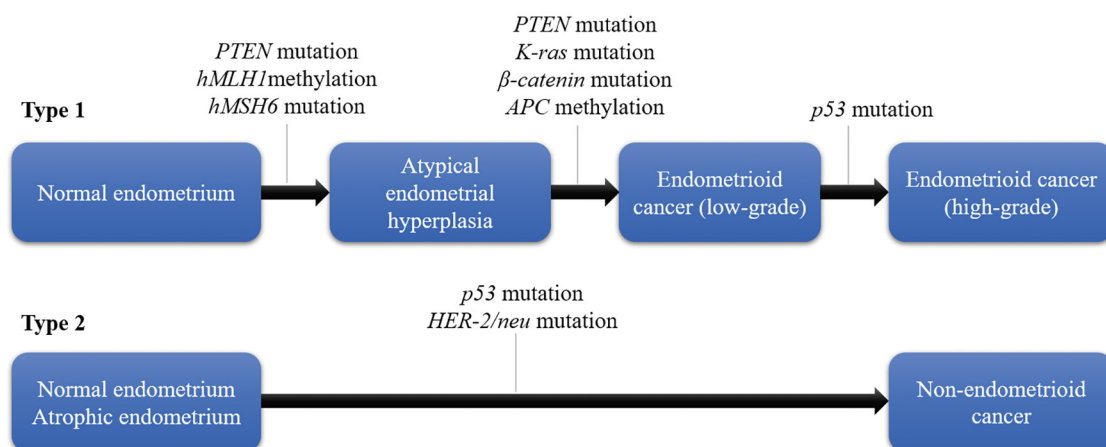 Type 1
PTEN mutation
hMLH1methylation
hMSH6 mutation
PTEN mutation
K-ras mutation
β-catenin mutation
APC methylation
p53 mutation
Normal endometrium
Atypical
endometrial
hyperplasia
Endometrioid
cancer (low-grade)
Endometrioid cancer
(high-grade)
Type 2
p53 mutation
HER-2/neu mutation
Normal endometrium
Atrophic endometrium
Non-endometrioid
cancer